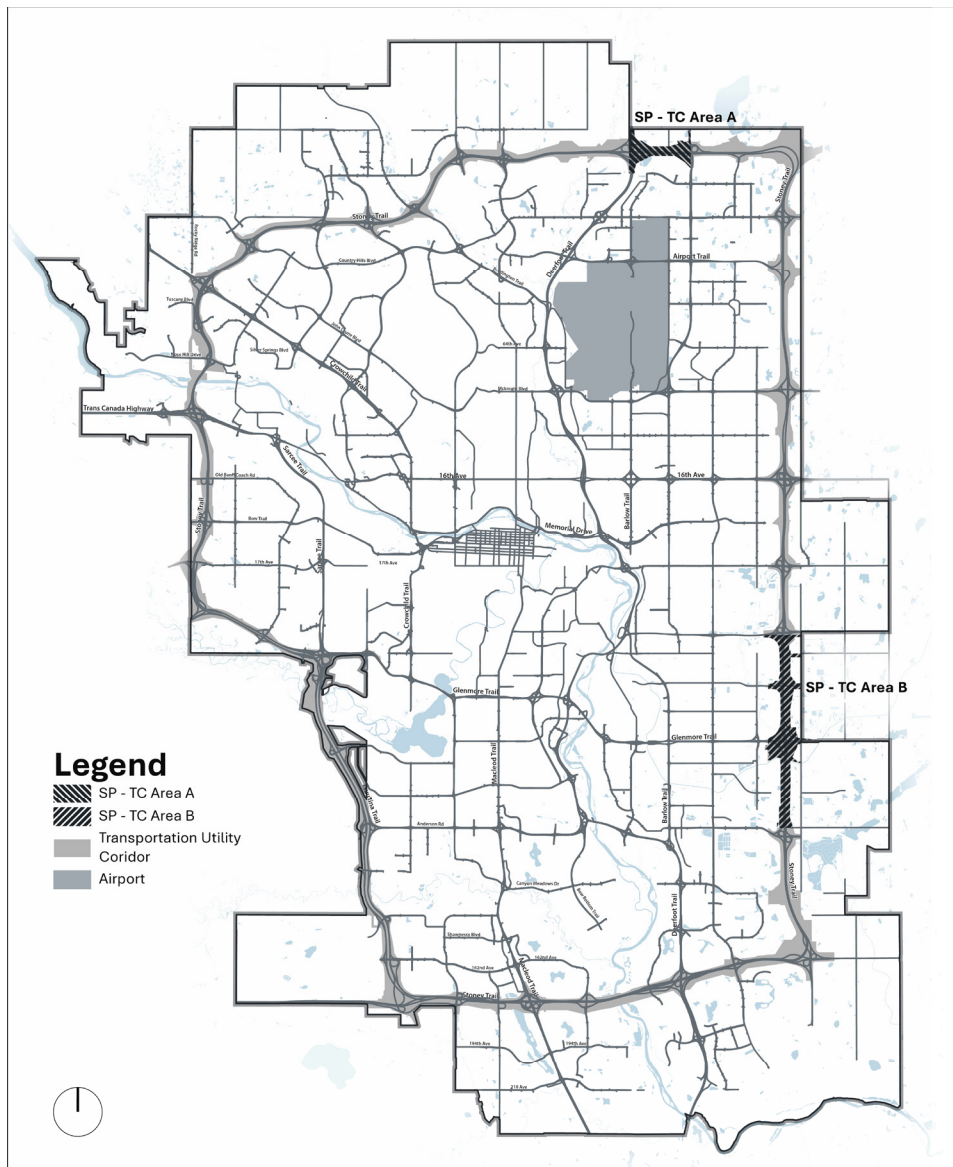 SP - TC Area A
Stoney Trail
Stoney Trail
Country Hills Blvd
Deerfoot Trail
Airport Trail
Tuscany Blvd
Silver Springs Blvd
64th Ave
Crowchild Trail
Mcknight Blvd
Trans Canada Highway
Sarcee Trail
Old Banff Coach Rd
16th Ave
16th Ave
Barlow Trail
Stoney Trail
Bow Trail
Memorial Drive
17th Ave
17th Ave
Sarcee Trail
Crowchild Trail
SP - TC Area B
Glenmore Trail
Glenmore Trail
Macleod Trail
Legend
SP - TC Area A
SP - TC Area B
Transportation Utility
Coridor
Airport
Barlow Trail
Anderson Rd
Stoney Trail
Canyon Meadows Dr
Deerfoot Trail
Shawnessy Blvd
162nd Ave
162nd Ave
Macleod Trail
Stoney Trail
194th Ave
194th Ave
210 Ave